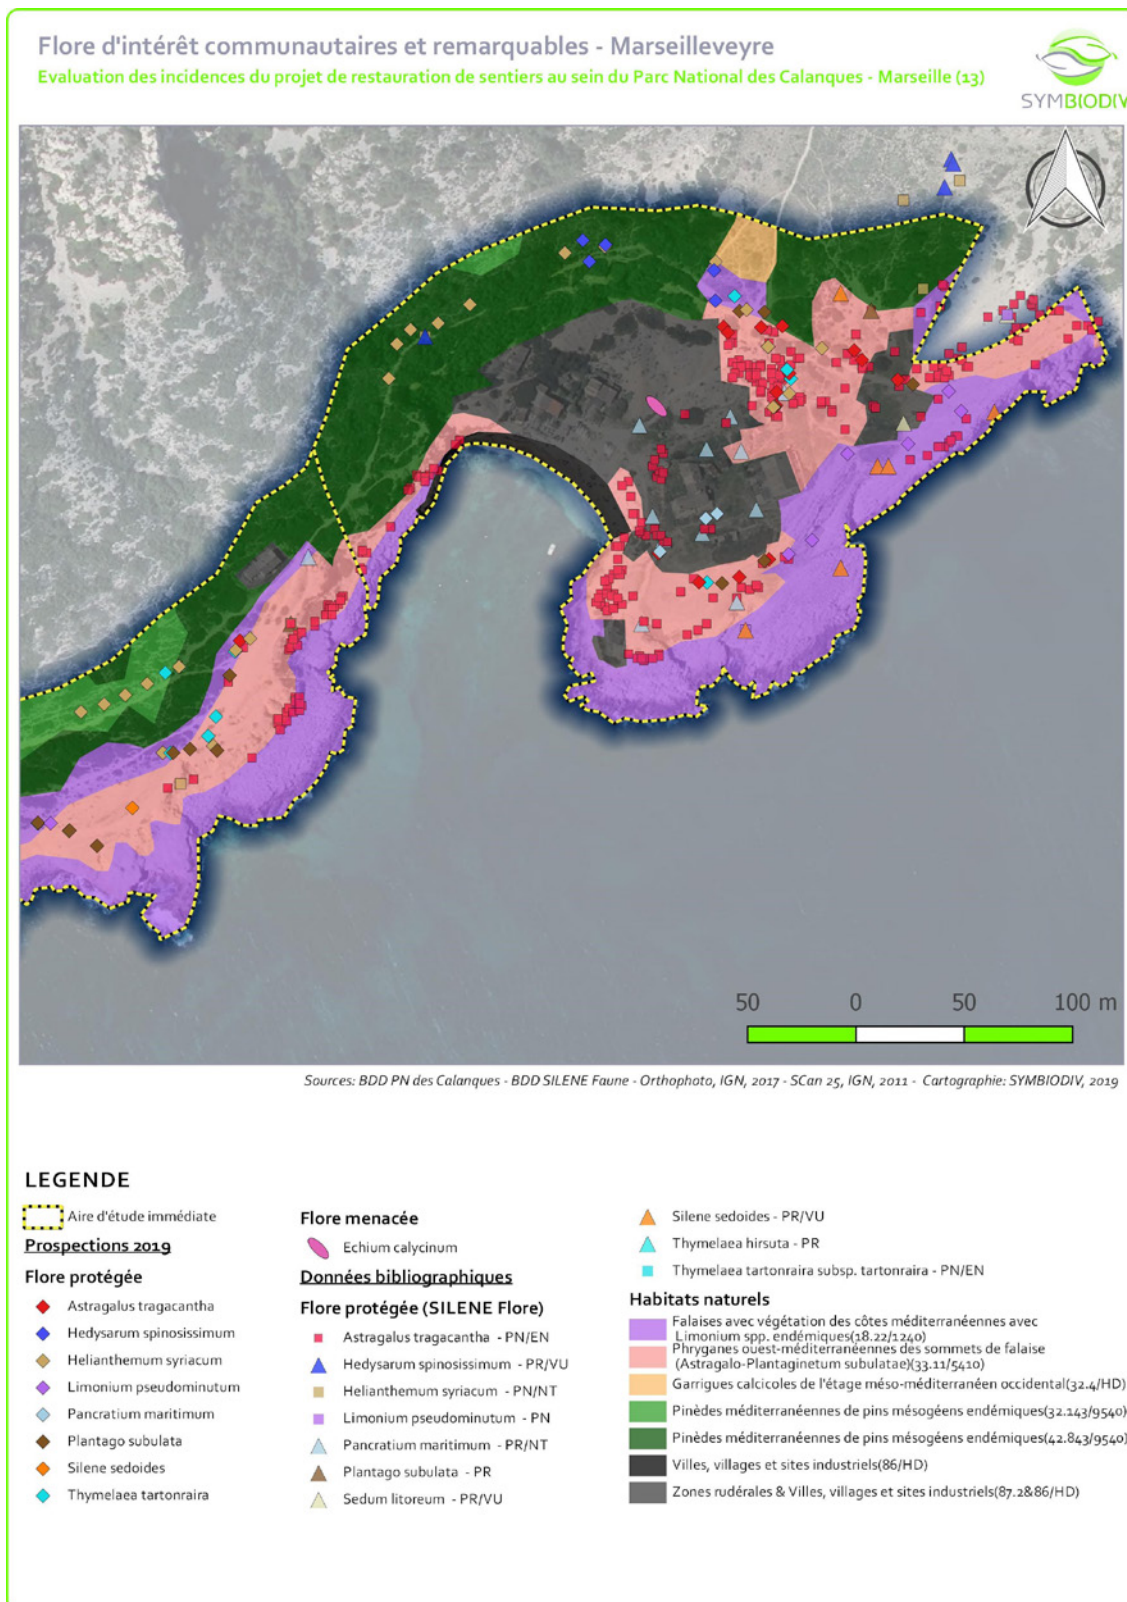 Flore d'intérêt communautaires et remarquables - Marseilleveyre
Evaluation des incidences du projet de restauration de sentiers au sein du Parc National des Calanques - Marseille (13)
SYMBIODIV
50 0 50 100 m
Sources: BDD PN des Calanques - BDD SILENE Faune - Orthophoto, IGN, 2017 - SCan 25, IGN, 2011 - Cartographie: SYMBIODIV, 2019
LEGENDE
Aire d'étude immédiate
Prospections 2019
Flore protégée
Astragalus tragacantha
Hedysarum spinosissimum
Helianthemum syriacum
Limonium pseudominutum
Pancratium maritimum
Plantago subulata
Silene sedoides
Thymelaea tartonraira
Flore menacée
Echium calycinum
Données bibliographiques
Flore protégée (SILENE Flore)
Astragalus tragacantha - PN/EN
Hedysarum spinosissimum - PR/VU
Helianthemum syriacum - PN/NT
Limonium pseudominutum - PN
Pancratium maritimum - PR/NT
Plantago subulata - PR
Sedum litoreum - PR/VU
Silene sedoides - PR/VU
Thymelaea hirsuta - PR
Thymelaea tartonraira subsp. tartonraira - PN/EN
Habitats naturels
Falaises avec végétation des côtes méditerranéennes avec
Limonium spp. endémiques(18.22/1240)
Phryganes ouest-méditerranéennes des sommets de falaise
(Astragalo-Plantaginetum subulatae)(33.11/5410)
Garrigues calcicoles de l'étage méso-méditerranéen occidental(32.4/HD)
Pinèdes méditerranéennes de pins mésogéens endémiques(32.143/9540)
Pinèdes méditerranéennes de pins mésogéens endémiques(42.843/9540)
Villes, villages et sites industriels(86/HD)
Zones rudérales & Villes, villages et sites industriels(87.2&86/HD)